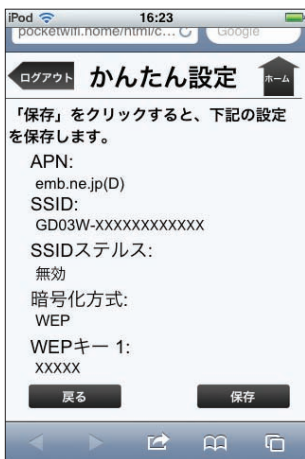 iPod 16:23
pocketwifi.home/html/c... Google
ログアウト かんたん設定 ホーム
「保存」をクリックすると、下記の設定
を保存します。
APN:
emb.ne.jp(D)
SSID:
GD03W-XXXXXXXXXXXX
SSIDステルス:
無効
暗号化方式:
WEP
WEPキー 1:
XXXXX
戻る 保存